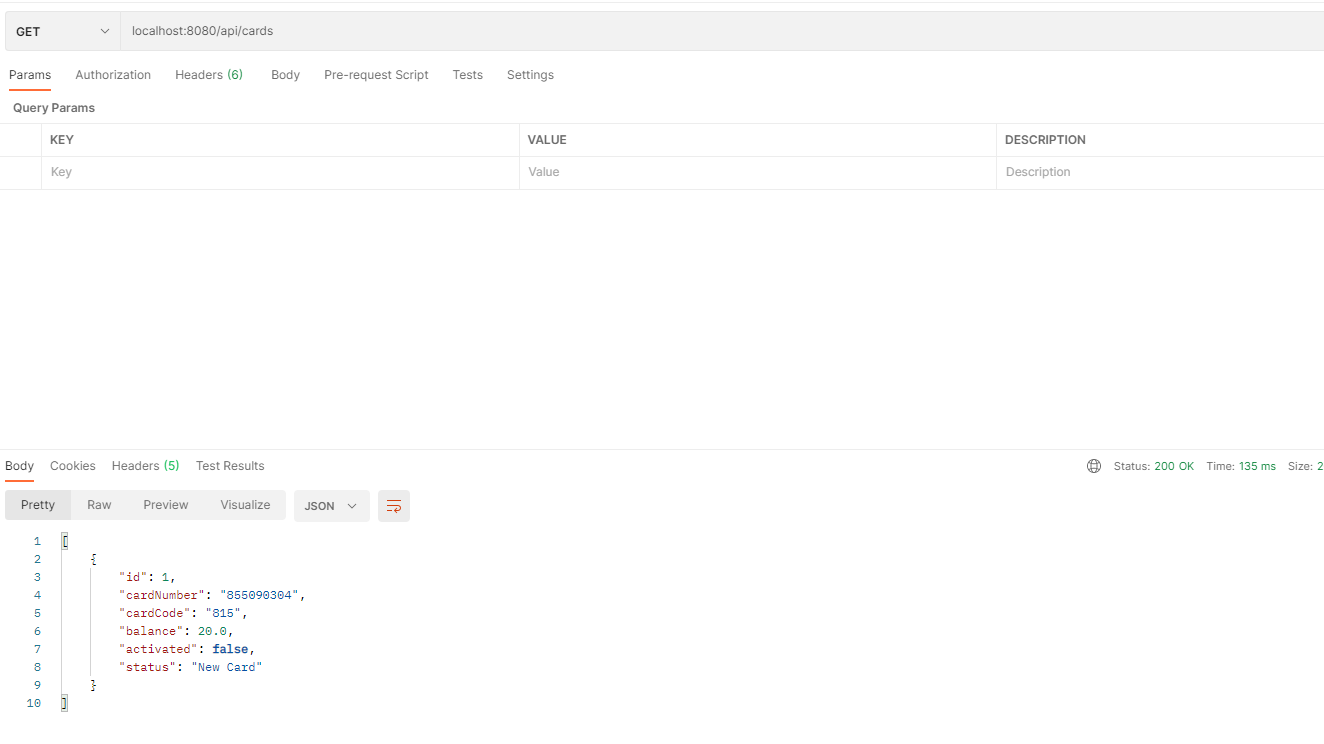 GET localhost:8080/api/cards
Params Authorization Headers (6) Body Pre-request Script Tests Settings
Query Params
KEY VALUE DESCRIPTION
Key Value Description
Body Cookies Headers (5) Test Results Status: 200 OK Time: 135 ms Size: 2
Pretty Raw Preview Visualize JSON
1 [
2 {
3 "id": 1,
4 "cardNumber": "855090304",
5 "cardCode": "815",
6 "balance": 20.0,
7 "activated": false,
8 "status": "New Card"
9 }
10 ]